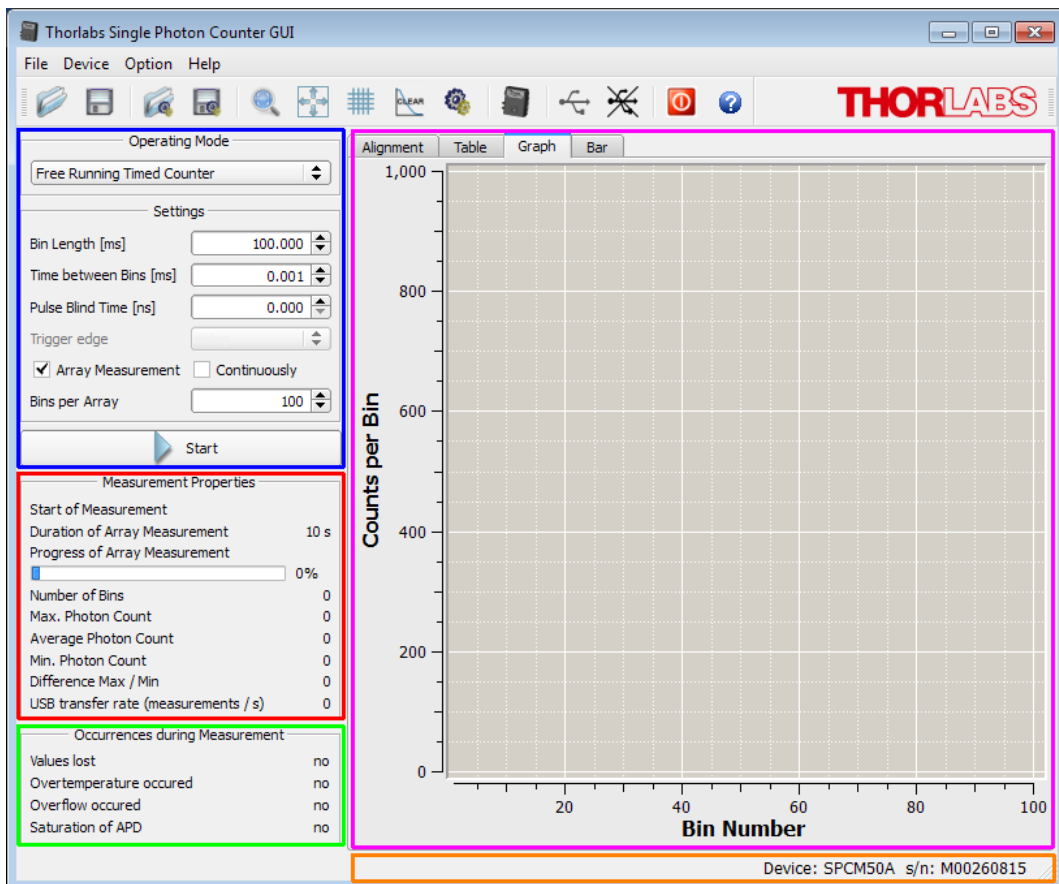 Thorlabs Single Photon Counter GUI
File Device Option Help
CLEAR
THORLABS
Operating Mode
Free Running Timed Counter
Settings
Bin Length [ms] 100.000
Time between Bins [ms] 0.001
Pulse Blind Time [ns] 0.000
Trigger edge
Array Measurement Continuously
Bins per Array 100
Start
Measurement Properties
Start of Measurement
Duration of Array Measurement 10 s
Progress of Array Measurement
0%
Number of Bins 0
Max. Photon Count 0
Average Photon Count 0
Min. Photon Count 0
Difference Max / Min 0
USB transfer rate (measurements / s) 0
Occurrences during Measurement
Values lost no
Overtemperature occured no
Overflow occured no
Saturation of APD no
Alignment Table Graph Bar
1,000
800
600
400
200
0
Counts per Bin
20 40 60 80 100
Bin Number
Device: SPCM50A s/n: M00260815